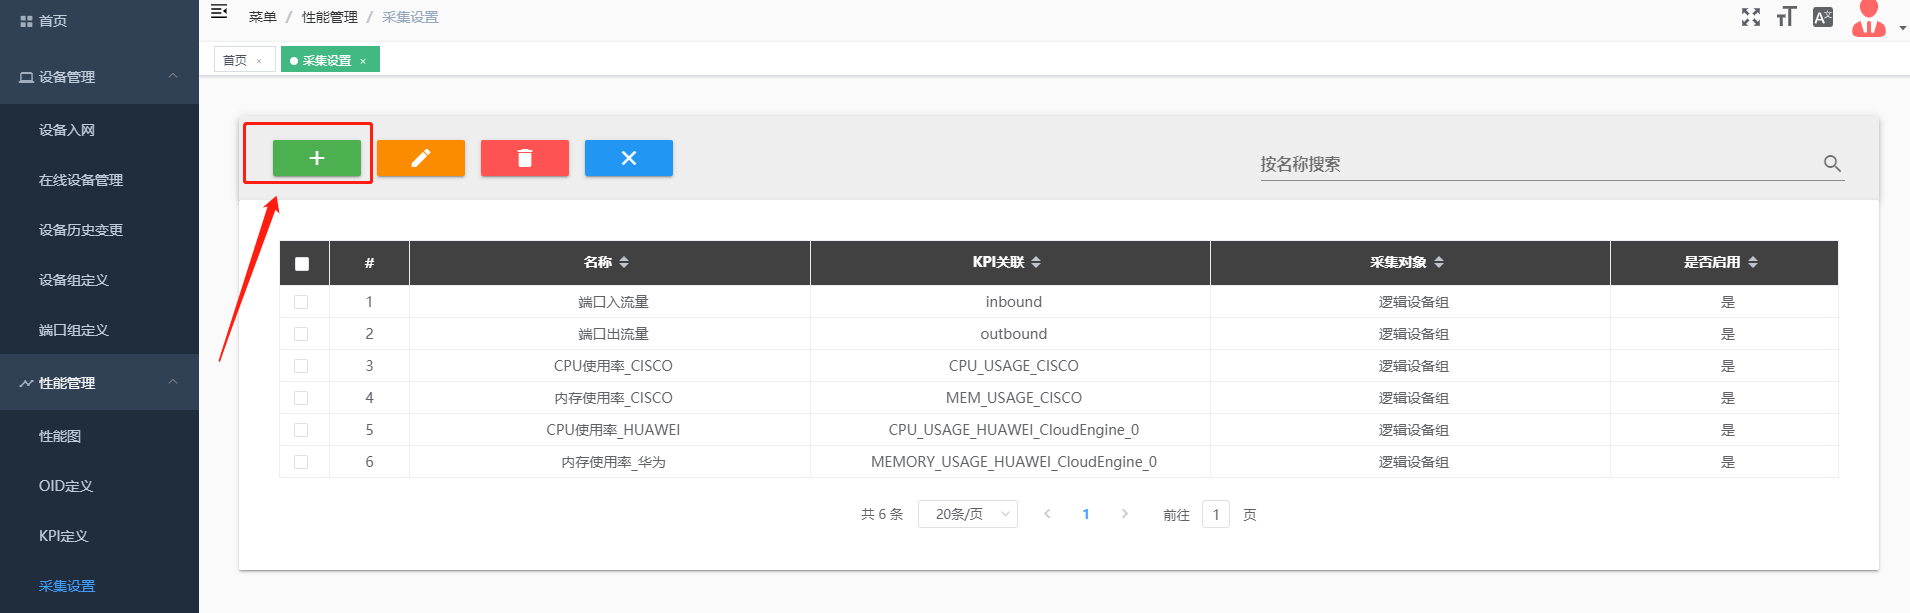 首页
设备管理
设备入网
在线设备管理
设备历史变更
设备组定义
端口组定义
性能管理
性能图
OID定义
KPI定义
采集设置
菜单 / 性能管理 / 采集设置
首页 × 采集设置 ×
按名称搜索
# 名称 KPI关联 采集对象 是否启用
1 端口入流量 inbound 逻辑设备组 是
2 端口出流量 outbound 逻辑设备组 是
3 CPU使用率_CISCO CPU_USAGE_CISCO 逻辑设备组 是
4 内存使用率_CISCO MEM_USAGE_CISCO 逻辑设备组 是
5 CPU使用率_HUAWEI CPU_USAGE_HUAWEI_CloudEngine_0 逻辑设备组 是
6 内存使用率_华为 MEMORY_USAGE_HUAWEI_CloudEngine_0 逻辑设备组 是
共 6 条 20条/页 1 前往 1 页